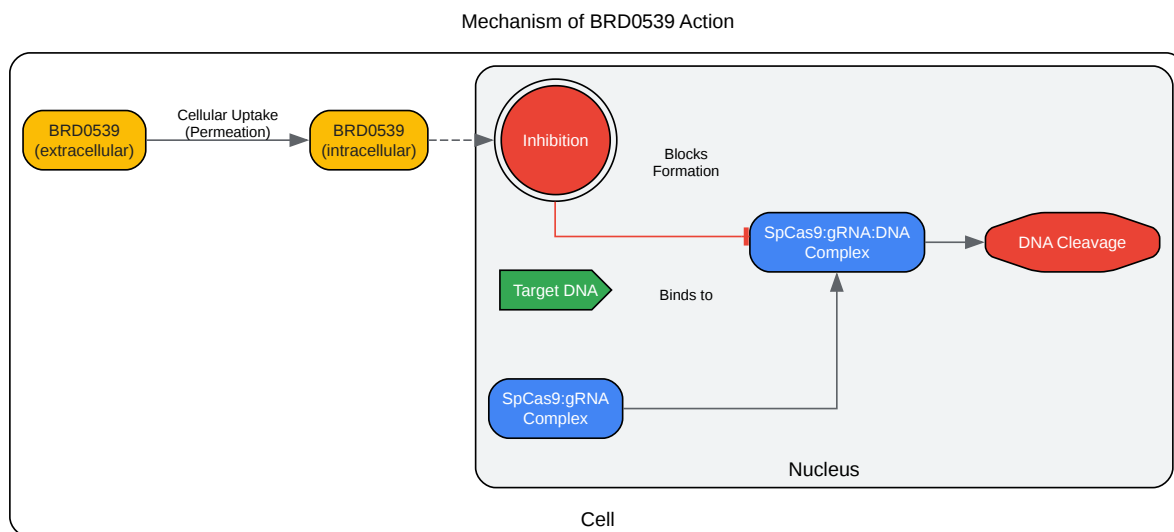 Mechanism of BRD0539 Action
BRD0539
(extracellular)
Cellular Uptake
(Permeation)
BRD0539
(intracellular)
Inhibition
Blocks
Formation
SpCas9:gRNA:DNA
Complex
DNA Cleavage
Target DNA
Binds to
SpCas9:gRNA
Complex
Nucleus
Cell